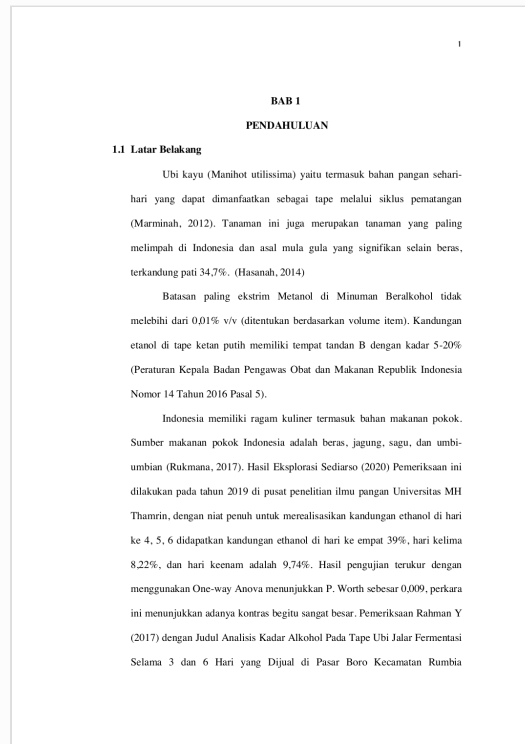 1
BAB 1
PENDAHULUAN
1.1 Latar Belakang
Ubi kayu (Manihot utilissima) yaitu termasuk bahan pangan sehari-
hari yang dapat dimanfaatkan sebagai tape melalui siklus pematangan
(Marminah, 2012). Tanaman ini juga merupakan tanaman yang paling
melimpah di Indonesia dan asal mula gula yang signifikan selain beras,
terkandung pati 34,7%. (Hasanah, 2014)
Batasan paling ekstrim Metanol di Minuman Beralkohol tidak
melebihi dari 0,01% v/v (ditentukan berdasarkan volume item). Kandungan
etanol di tape ketan putih memiliki tempat tandan B dengan kadar 5-20%
(Peraturan Kepala Badan Pengawas Obat dan Makanan Republik Indonesia
Nomor 14 Tahun 2016 Pasal 5).
Indonesia memiliki ragam kuliner termasuk bahan makanan pokok.
Sumber makanan pokok Indonesia adalah beras, jagung, sagu, dan umbi-
umbian (Rukmana, 2017). Hasil Eksplorasi Sediarso (2020) Pemeriksaan ini
dilakukan pada tahun 2019 di pusat penelitian ilmu pangan Universitas MH
Thamrin, dengan niat penuh untuk merealisasikan kandungan ethanol di hari
ke 4, 5, 6 didapatkan kandungan ethanol di hari ke empat 39%, hari kelima
8,22%, dan hari keenam adalah 9,74%. Hasil pengujian terukur dengan
menggunakan One-way Anova menunjukkan P. Worth sebesar 0,009, perkara
ini menunjukkan adanya kontras begitu sangat besar. Pemeriksaan Rahman Y
(2017) dengan Judul Analisis Kadar Alkohol Pada Tape Ubi Jalar Fermentasi
Selama 3 dan 6 Hari yang Dijual di Pasar Boro Kecamatan Rumbia